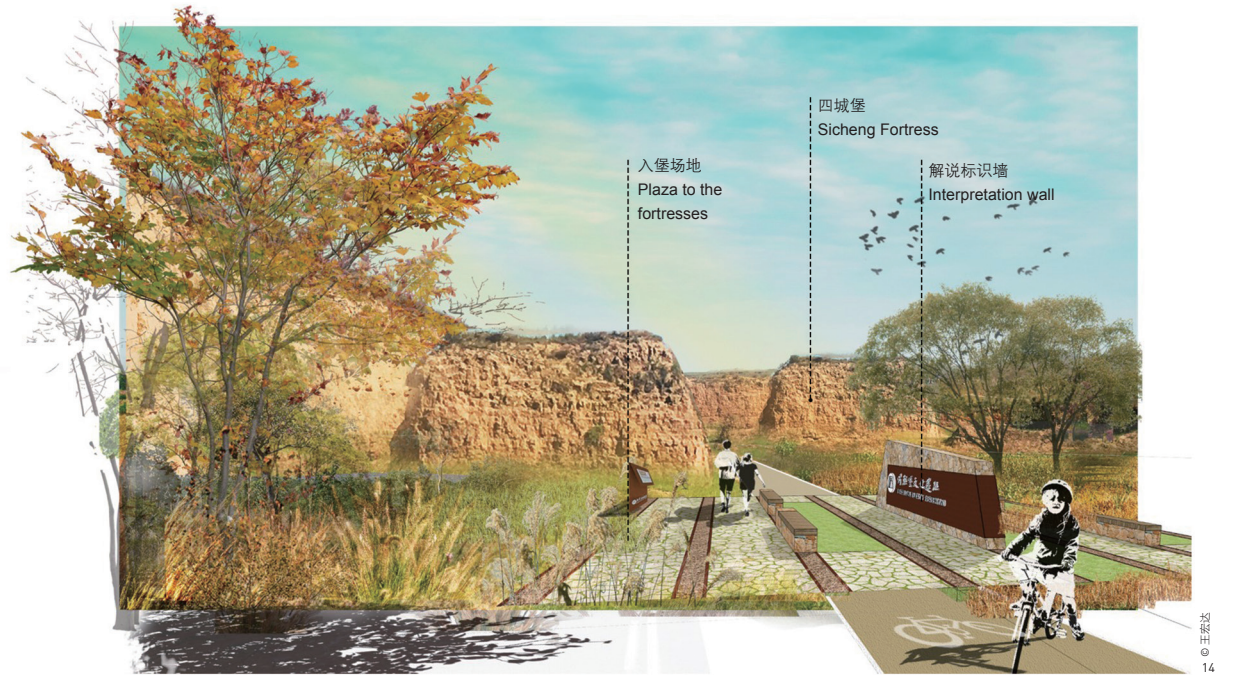 四城堡
Sicheng Fortress
入堡场地
Plaza to the
fortresses
解说标识墙
Interpretation wall
© 王宏达
14